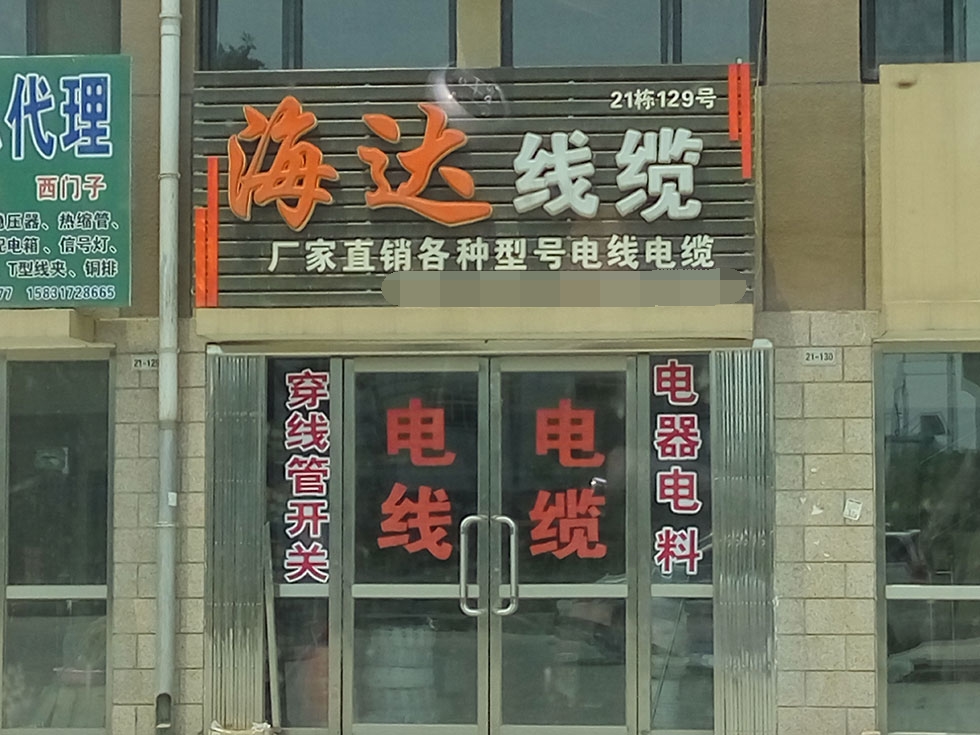 代理
西门子
压器、热缩管、
配电箱、信号灯、
T型线夹、铜排
77 15831728665
21栋129号
海达线缆
厂家直销各种型号电线电缆
21-129
21-130
穿线管开关
电线
电缆
电器电料